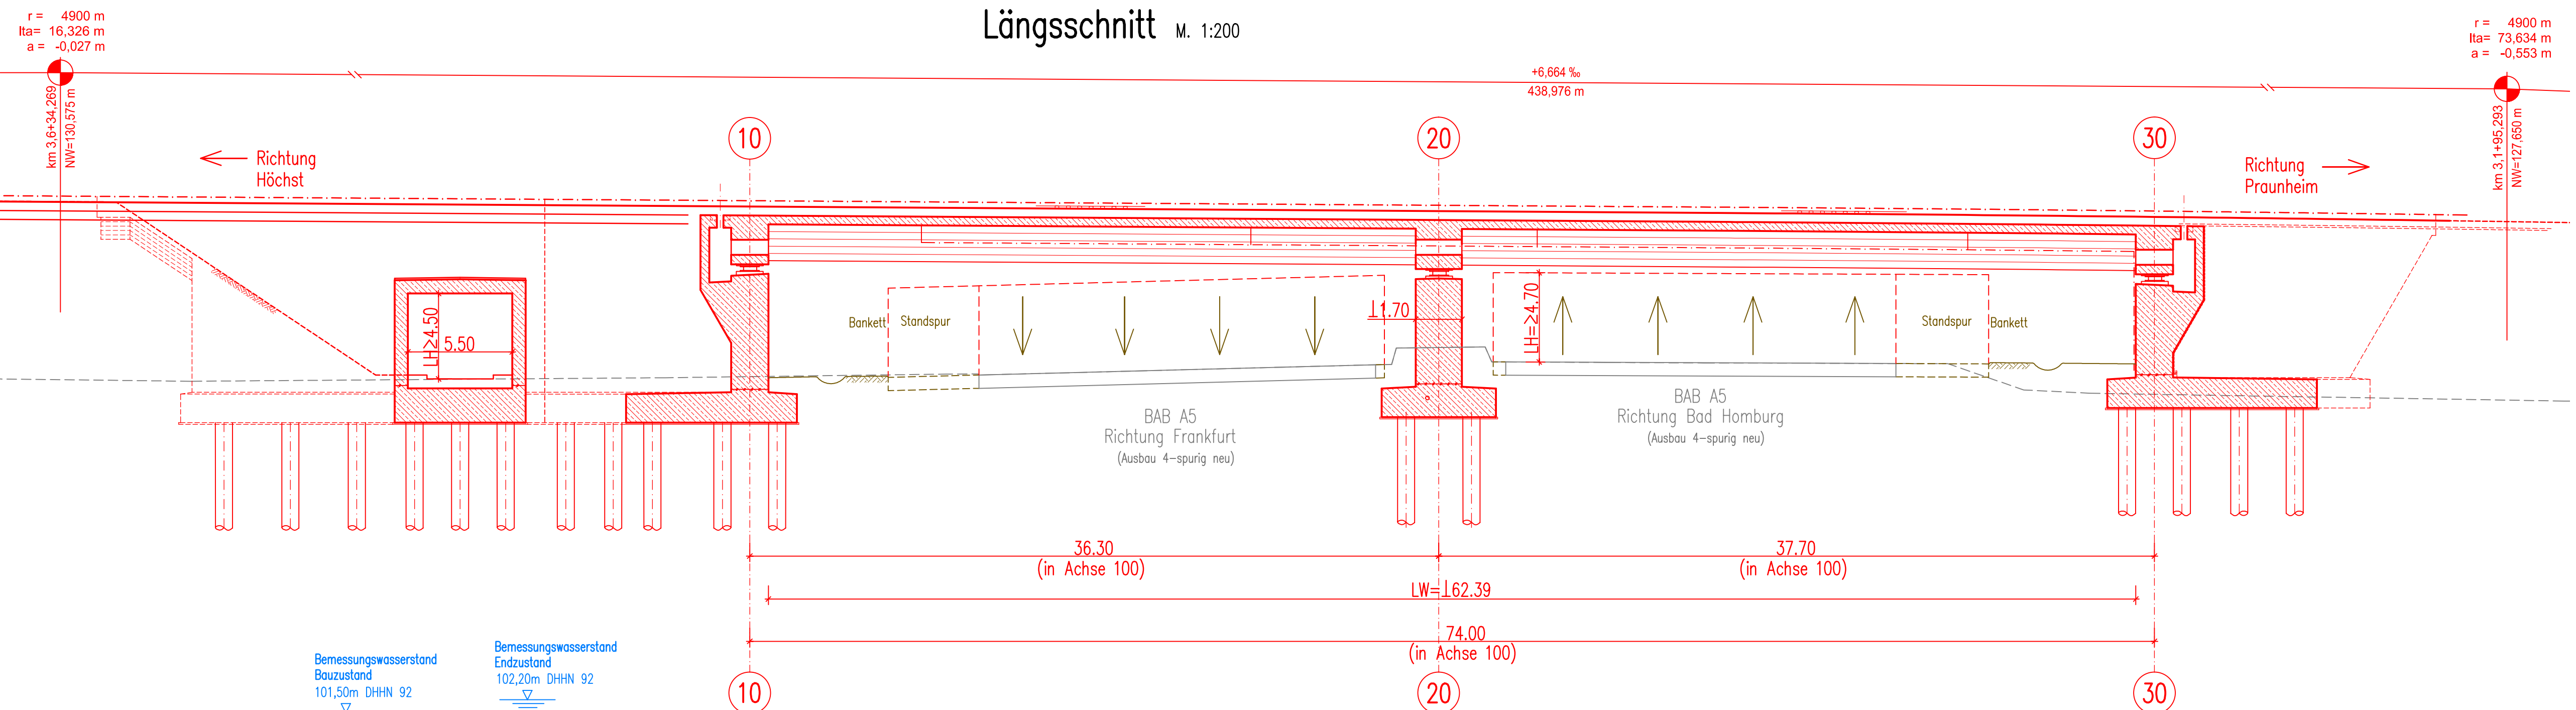 Längsschnitt M. 1:200
r = 4900 m
lta= 16,326 m
a = -0,027 m
r = 4900 m
lta= 73,634 m
a = -0,553 m
+6,664 ‰
438,976 m
km 3,6+34,269
NW=130,575 m
km 3,1+95,293
NW=127,650 m
10
20
30
Richtung
Höchst
Richtung
Praunheim
LH≥4.50
5.50
Bankett
Standspur
⊥1.70
LH=≥4.70
Standspur
Bankett
BAB A5
Richtung Frankfurt
(Ausbau 4-spurig neu)
BAB A5
Richtung Bad Homburg
(Ausbau 4-spurig neu)
36.30
(in Achse 100)
37.70
(in Achse 100)
LW=⊥62.39
74.00
(in Achse 100)
Bemessungswasserstand
Bauzustand
101,50m DHHN 92
Bemessungswasserstand
Endzustand
102,20m DHHN 92
10
20
30